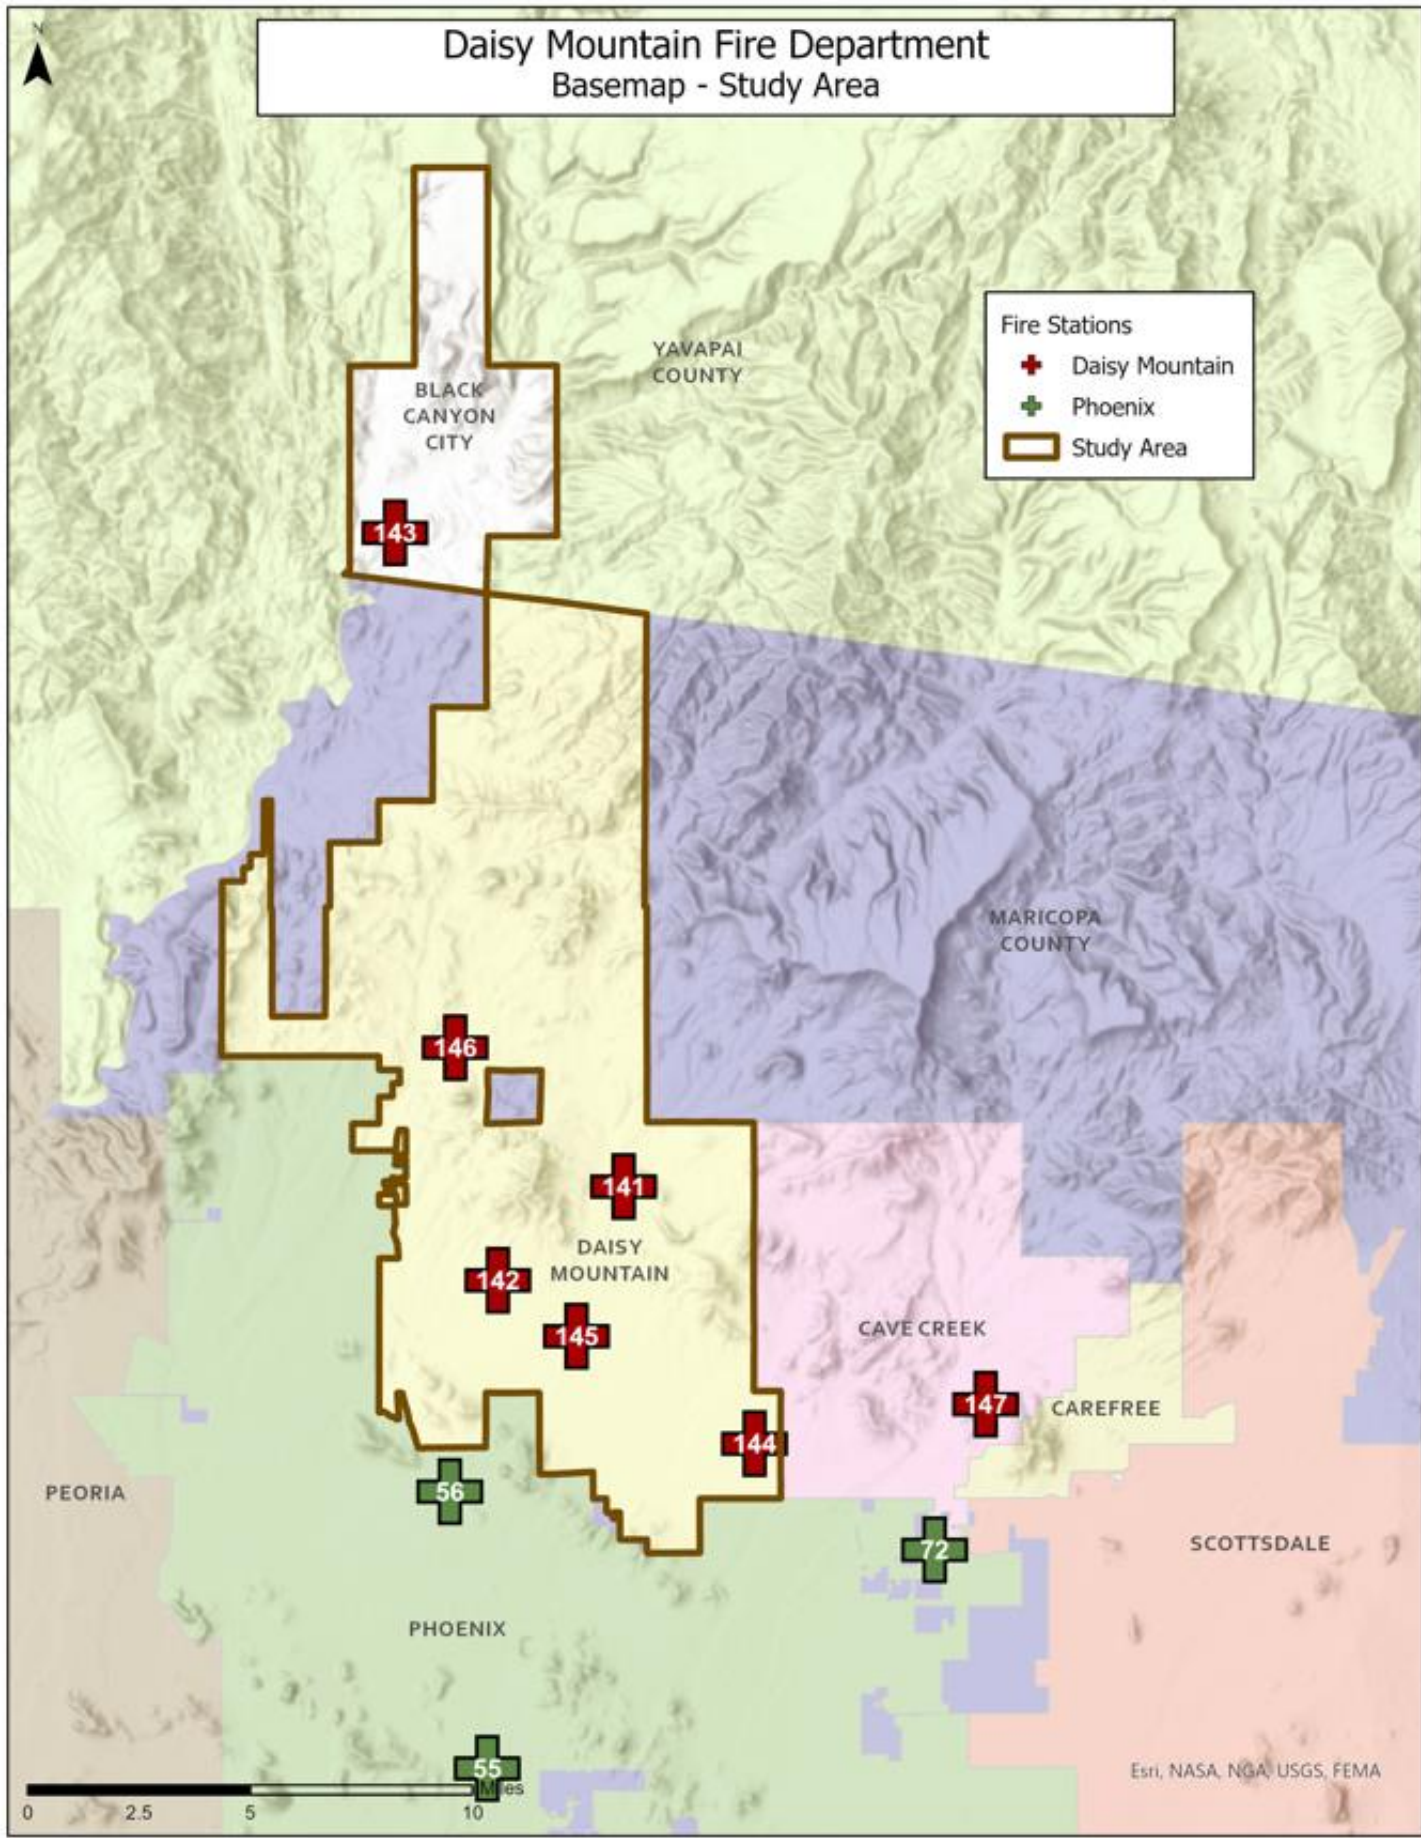 N
Daisy Mountain Fire Department
Basemap - Study Area
YAVAPAI
COUNTY
Fire Stations
Daisy Mountain
Phoenix
Study Area
BLACK
CANYON
CITY
143
MARICOPA
COUNTY
146
141
DAISY
MOUNTAIN
142
145
CAVE CREEK
147
CAREFREE
144
PEORIA
56
72
SCOTTSDALE
PHOENIX
55
Miles
0 2.5 5 10
Esri, NASA, NGA, USGS, FEMA